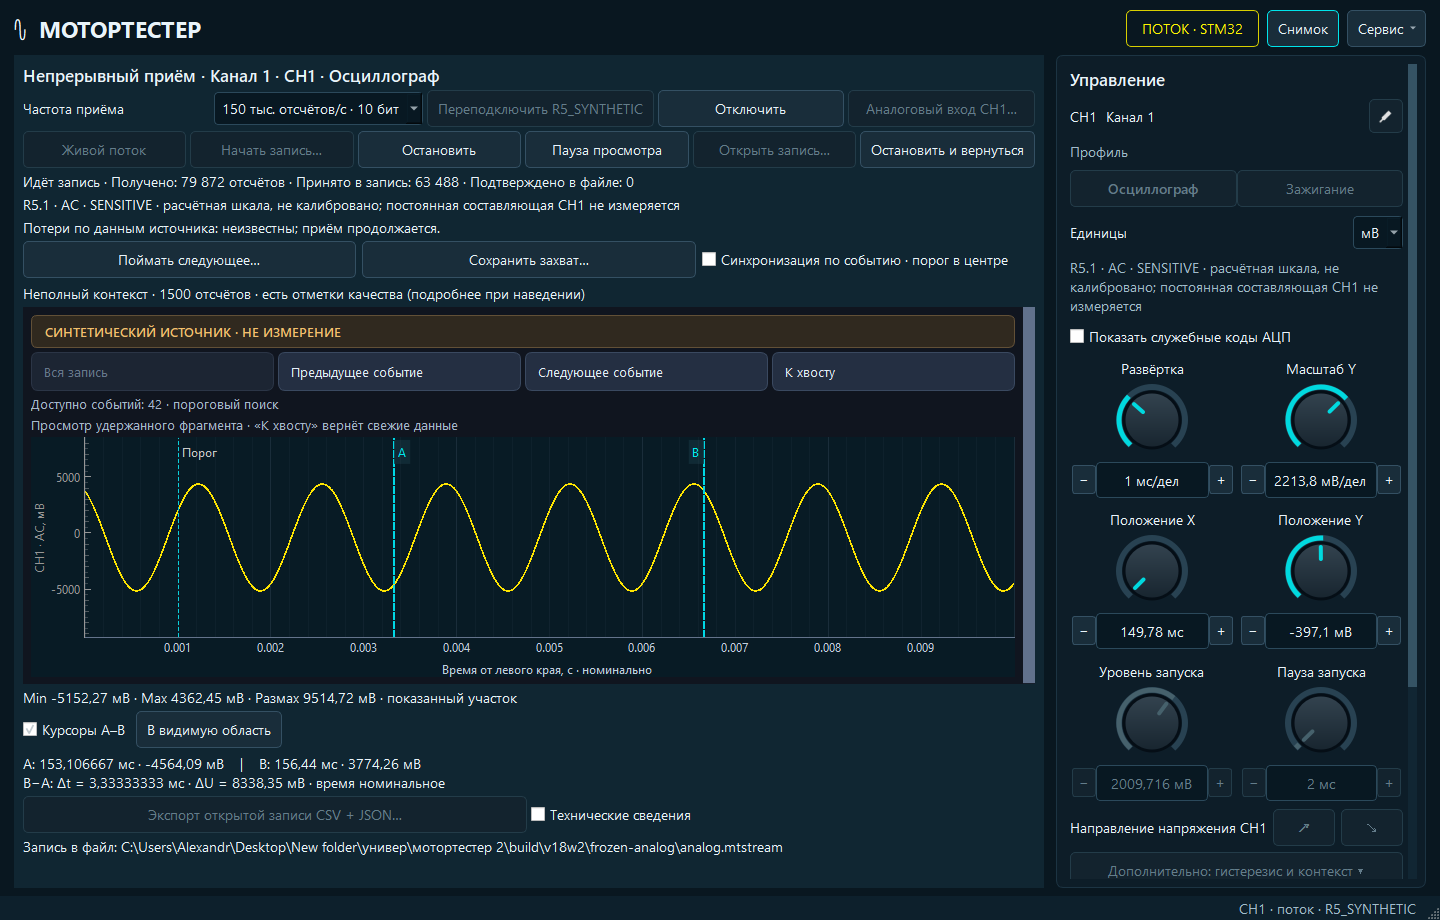 МОТОРТЕСТЕР
ПОТОК · STM32
Снимок
Сервис
Непрерывный приём · Канал 1 · CH1 · Осциллограф
Частота приёма
150 тыс. отсчётов/с · 10 бит
Переподключить R5_SYNTHETIC
Отключить
Аналоговый вход CH1...
Живой поток
Начать запись...
Остановить
Пауза просмотра
Открыть запись...
Остановить и вернуться
Идёт запись · Получено: 79 872 отсчётов · Принято в запись: 63 488 · Подтверждено в файле: 0
R5.1 · AC · SENSITIVE · расчётная шкала, не калибровано; постоянная составляющая CH1 не измеряется
Потери по данным источника: неизвестны; приём продолжается.
Поймать следующее...
Сохранить захват...
Синхронизация по событию · порог в центре
Неполный контекст · 1500 отсчётов · есть отметки качества (подробнее при наведении)
СИНТЕТИЧЕСКИЙ ИСТОЧНИК · НЕ ИЗМЕРЕНИЕ
Вся запись
Предыдущее событие
Следующее событие
К хвосту
Доступно событий: 42 · пороговый поиск
Просмотр удержанного фрагмента · «К хвосту» вернёт свежие данные
Порог
A
B
5000
0
-5000
CH1 · AC, мВ
0.001
0.002
0.003
0.004
0.005
0.006
0.007
0.008
0.009
Время от левого края, с · номинально
Min -5152,27 мВ · Max 4362,45 мВ · Размах 9514,72 мВ · показанный участок
Курсоры A–B
В видимую область
A: 153,106667 мс · -4564,09 мВ | B: 156,44 мс · 3774,26 мВ
B−A: Δt = 3,33333333 мс · ΔU = 8338,35 мВ · время номинальное
Экспорт открытой записи CSV + JSON...
Технические сведения
Запись в файл: C:\Users\Alexandr\Desktop\New folder\универ\мотортестер 2\build\v18w2\frozen-analog\analog.mtstream
Управление
CH1 Канал 1
Профиль
Осциллограф
Зажигание
Единицы
мВ
R5.1 · AC · SENSITIVE · расчётная шкала, не
калибровано; постоянная составляющая CH1 не
измеряется
Показать служебные коды АЦП
Развёртка
Масштаб Y
− 1 мс/дел +
− 2213,8 мВ/дел +
Положение X
Положение Y
− 149,78 мс +
− -397,1 мВ +
Уровень запуска
Пауза запуска
− 2009,716 мВ +
− 2 мс +
Направление напряжения CH1
Дополнительно: гистерезис и контекст
CH1 · поток · R5_SYNTHETIC